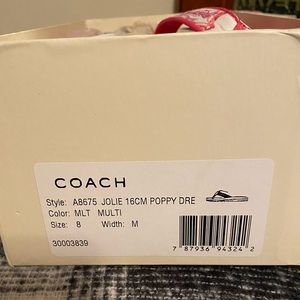 COACH
Style: A8675 JOLIE 16CM POPPY DRE
Color: MLT MULTI
Size: 8 Width: M
30003839
7 87936 94324 2